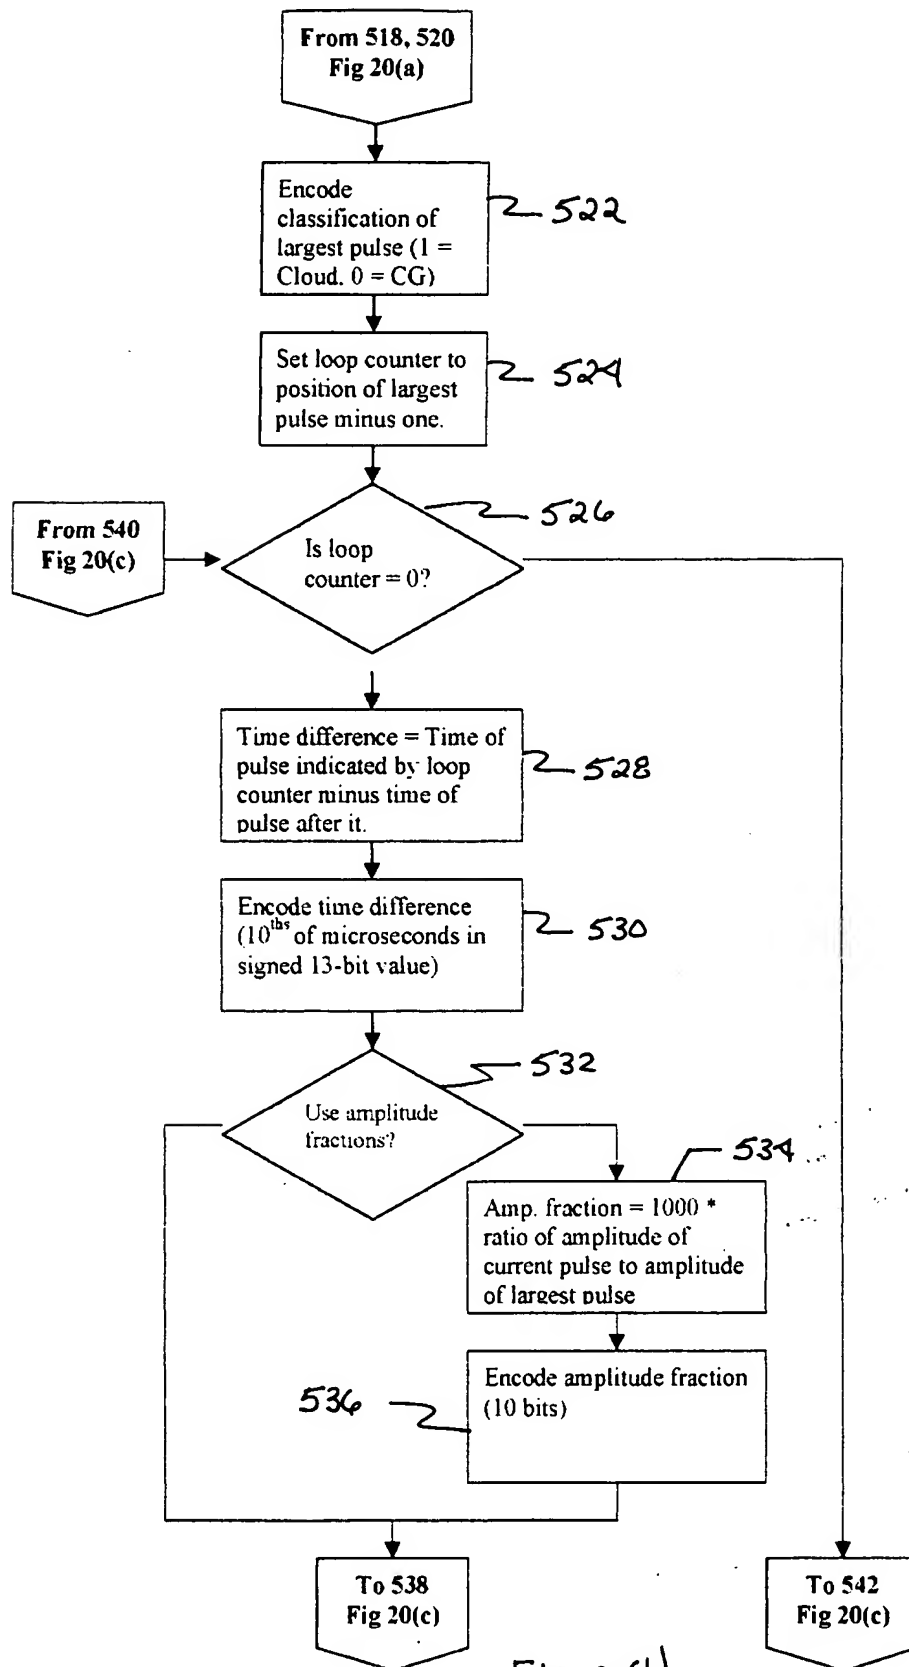 From 518, 520
Fig 20(a)
Encode
classification of
largest pulse (1 =
Cloud. 0 = CG)
522
Set loop counter to
position of largest
pulse minus one.
524
526
From 540
Fig 20(c)
Is loop
counter = 0?
Time difference = Time of
pulse indicated by loop
counter minus time of
pulse after it.
528
Encode time difference
(10ths of microseconds in
signed 13-bit value)
530
532
Use amplitude
fractions?
534
Amp. fraction = 1000 *
ratio of amplitude of
current pulse to amplitude
of largest pulse
Encode amplitude fraction
(10 bits)
536
To 538
Fig 20(c)
To 542
Fig 20(c)